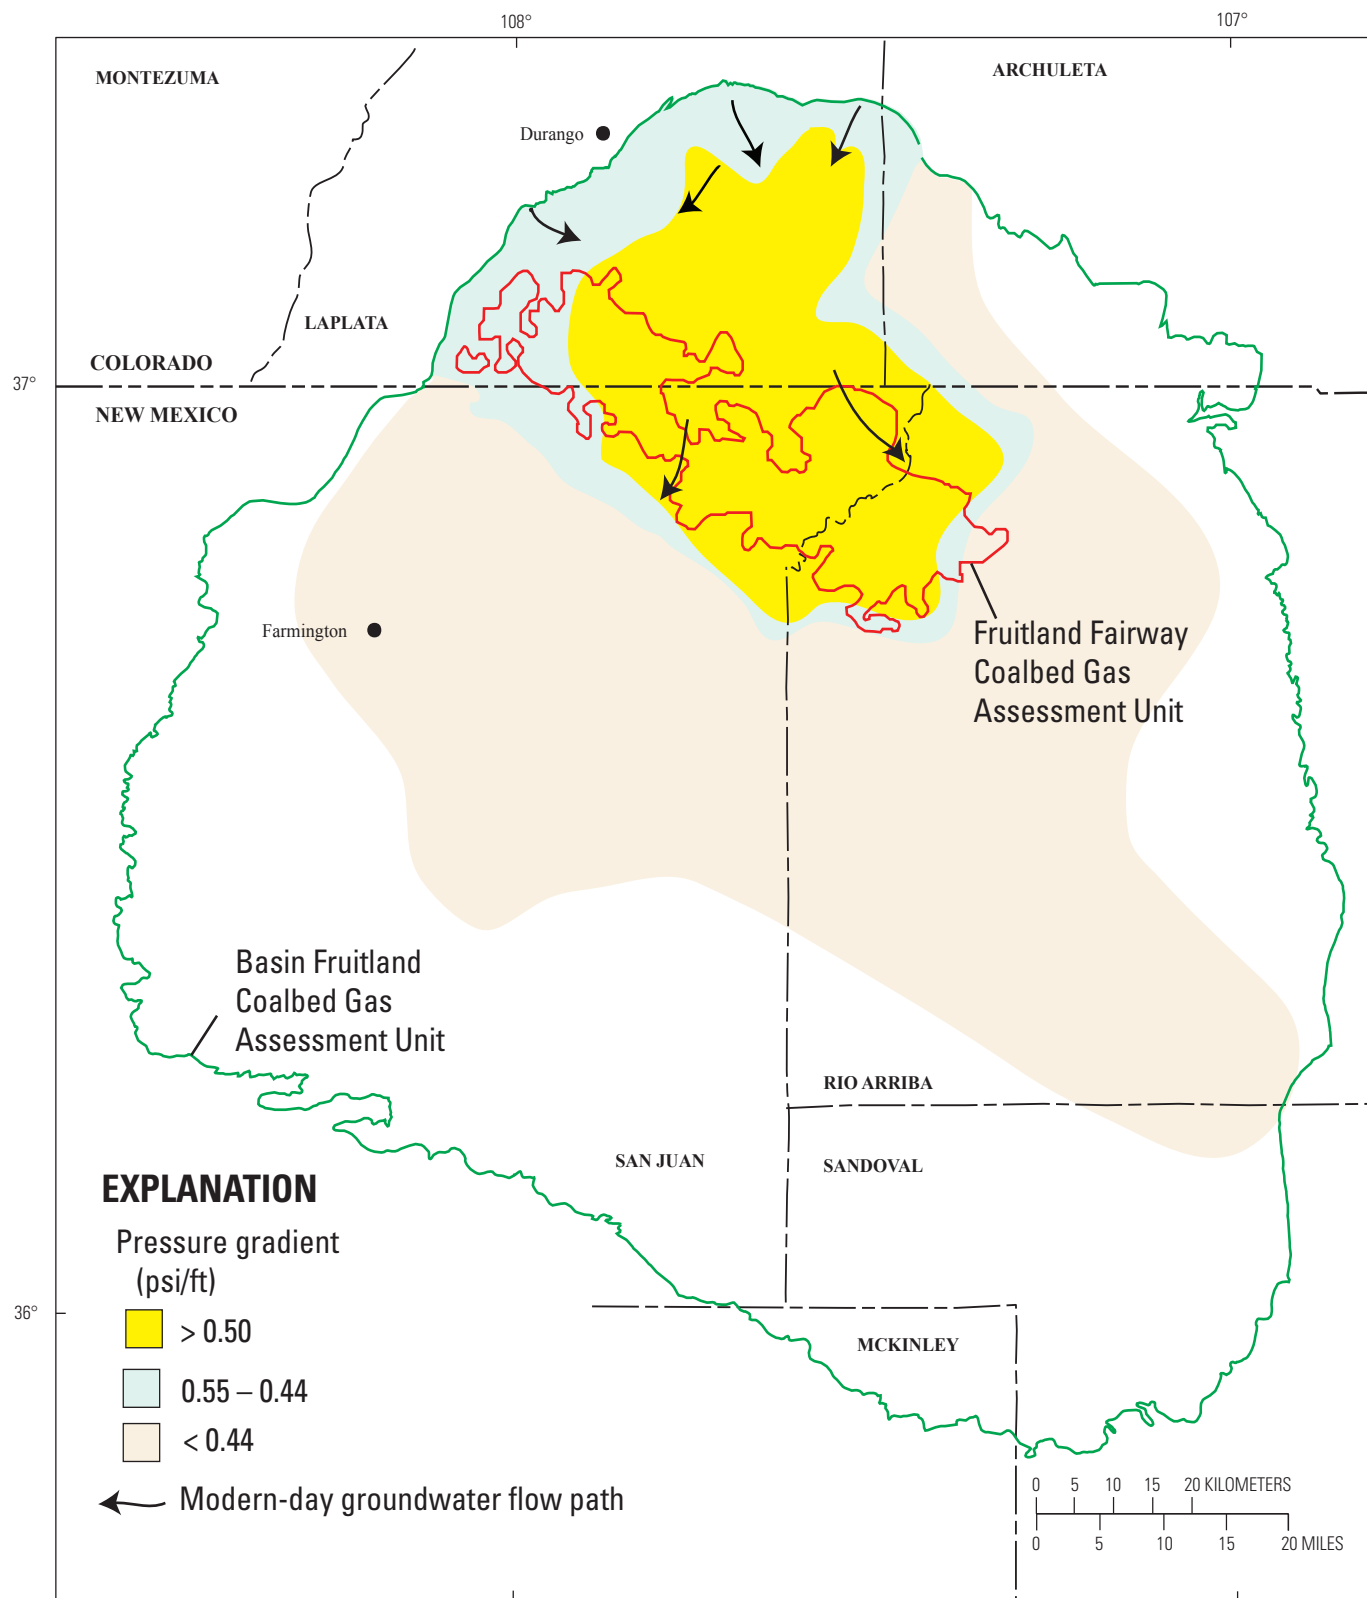 108°
107°
MONTEZUMA
ARCHULETA
Durango
LAPLATA
COLORADO
37°
NEW MEXICO
Farmington
Fruitland Fairway
Coalbed Gas
Assessment Unit
Basin Fruitland
Coalbed Gas
Assessment Unit
RIO ARRIBA
SAN JUAN
SANDOVAL
EXPLANATION
Pressure gradient
(psi/ft)
36°
> 0.50
MCKINLEY
0.55 – 0.44
< 0.44
Modern-day groundwater flow path
0 5 10 15 20 KILOMETERS
0 5 10 15 20 MILES